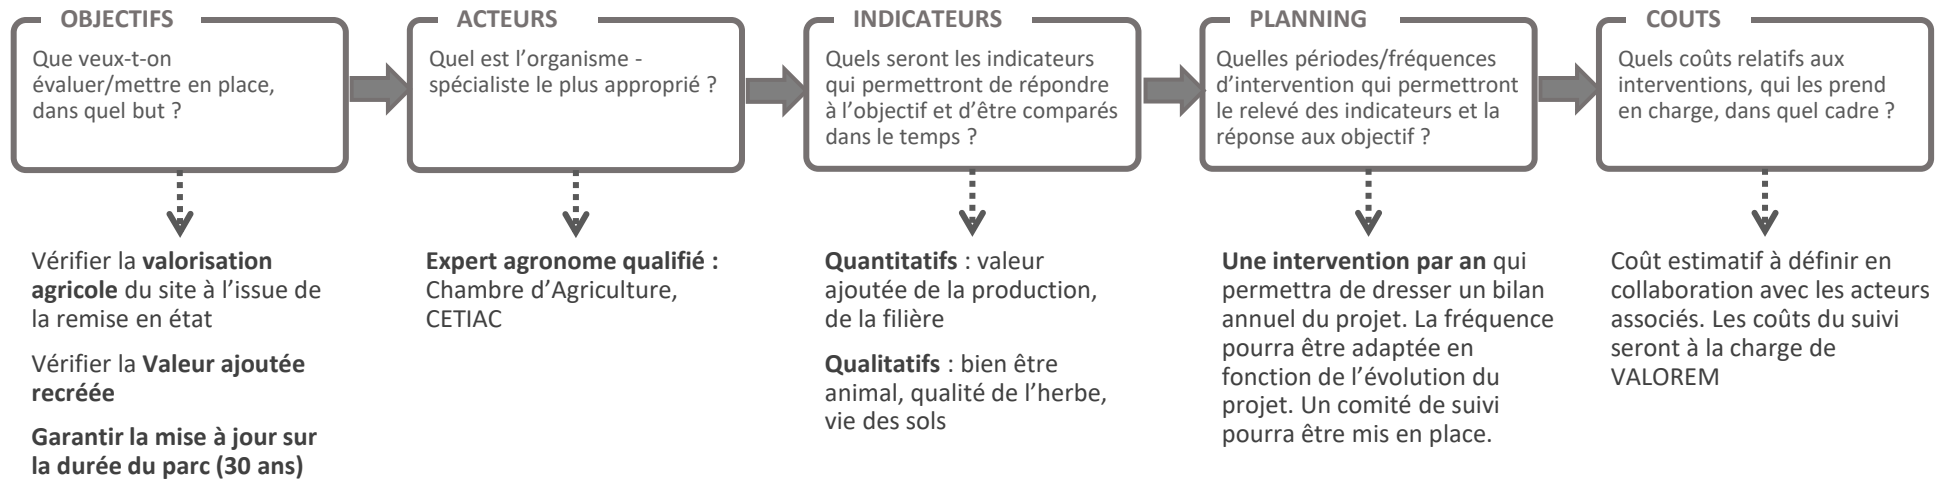 OBJECTIFS
Que veux-t-on
évaluer/mettre en place,
dans quel but ?
ACTEURS
Quel est l'organisme -
spécialiste le plus approprié ?
INDICATEURS
Quels seront les indicateurs
qui permettront de répondre
à l'objectif et d'être comparés
dans le temps ?
PLANNING
Quelles périodes/fréquences
d'intervention qui permettront
le relevé des indicateurs et la
réponse aux objectif ?
COUTS
Quels coûts relatifs aux
interventions, qui les prend
en charge, dans quel cadre ?
Vérifier la valorisation
agricole du site à l'issue de
la remise en état
Vérifier la Valeur ajoutée
recréée
Garantir la mise à jour sur
la durée du parc (30 ans)
Expert agronome qualifié :
Chambre d'Agriculture,
CETIAC
Quantitatifs : valeur
ajoutée de la production,
de la filière
Qualitatifs : bien être
animal, qualité de l'herbe,
vie des sols
Une intervention par an qui
permettra de dresser un bilan
annuel du projet. La fréquence
pourra être adaptée en
fonction de l'évolution du
projet. Un comité de suivi
pourra être mis en place.
Coût estimatif à définir en
collaboration avec les acteurs
associés. Les coûts du suivi
seront à la charge de
VALOREM